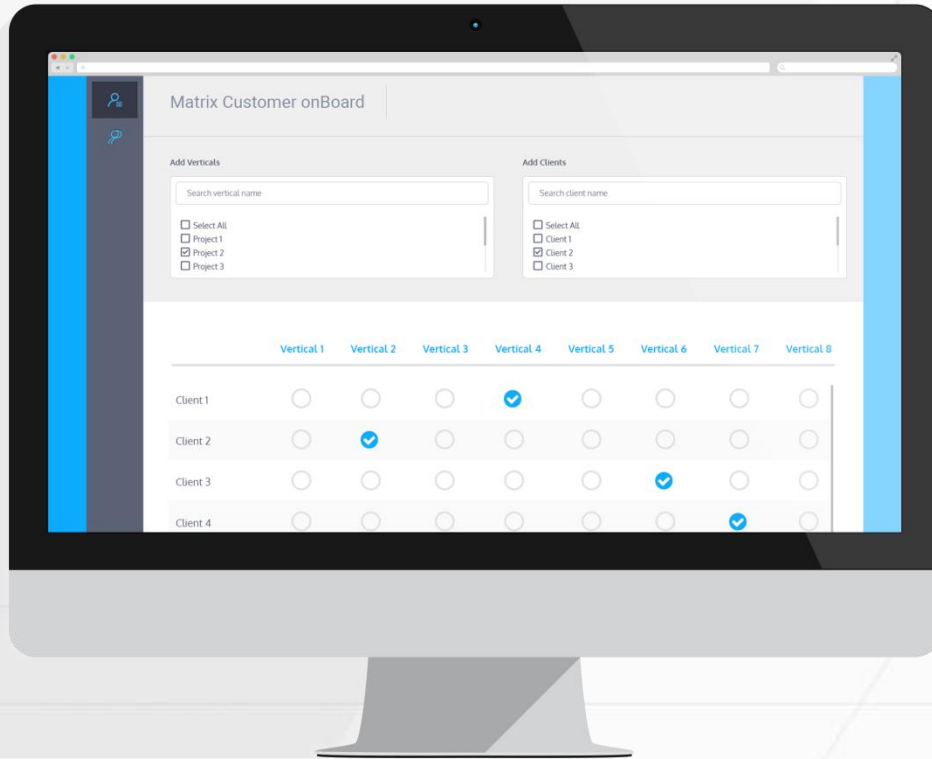 Matrix Customer onBoard
Add Verticals
Search vertical name
Select All
Project 1
Project 2
Project 3
Add Clients
Search client name
Select All
Client 1
Client 2
Client 3
Vertical 1 Vertical 2 Vertical 3 Vertical 4 Vertical 5 Vertical 6 Vertical 7 Vertical 8
Client 1
Client 2
Client 3
Client 4